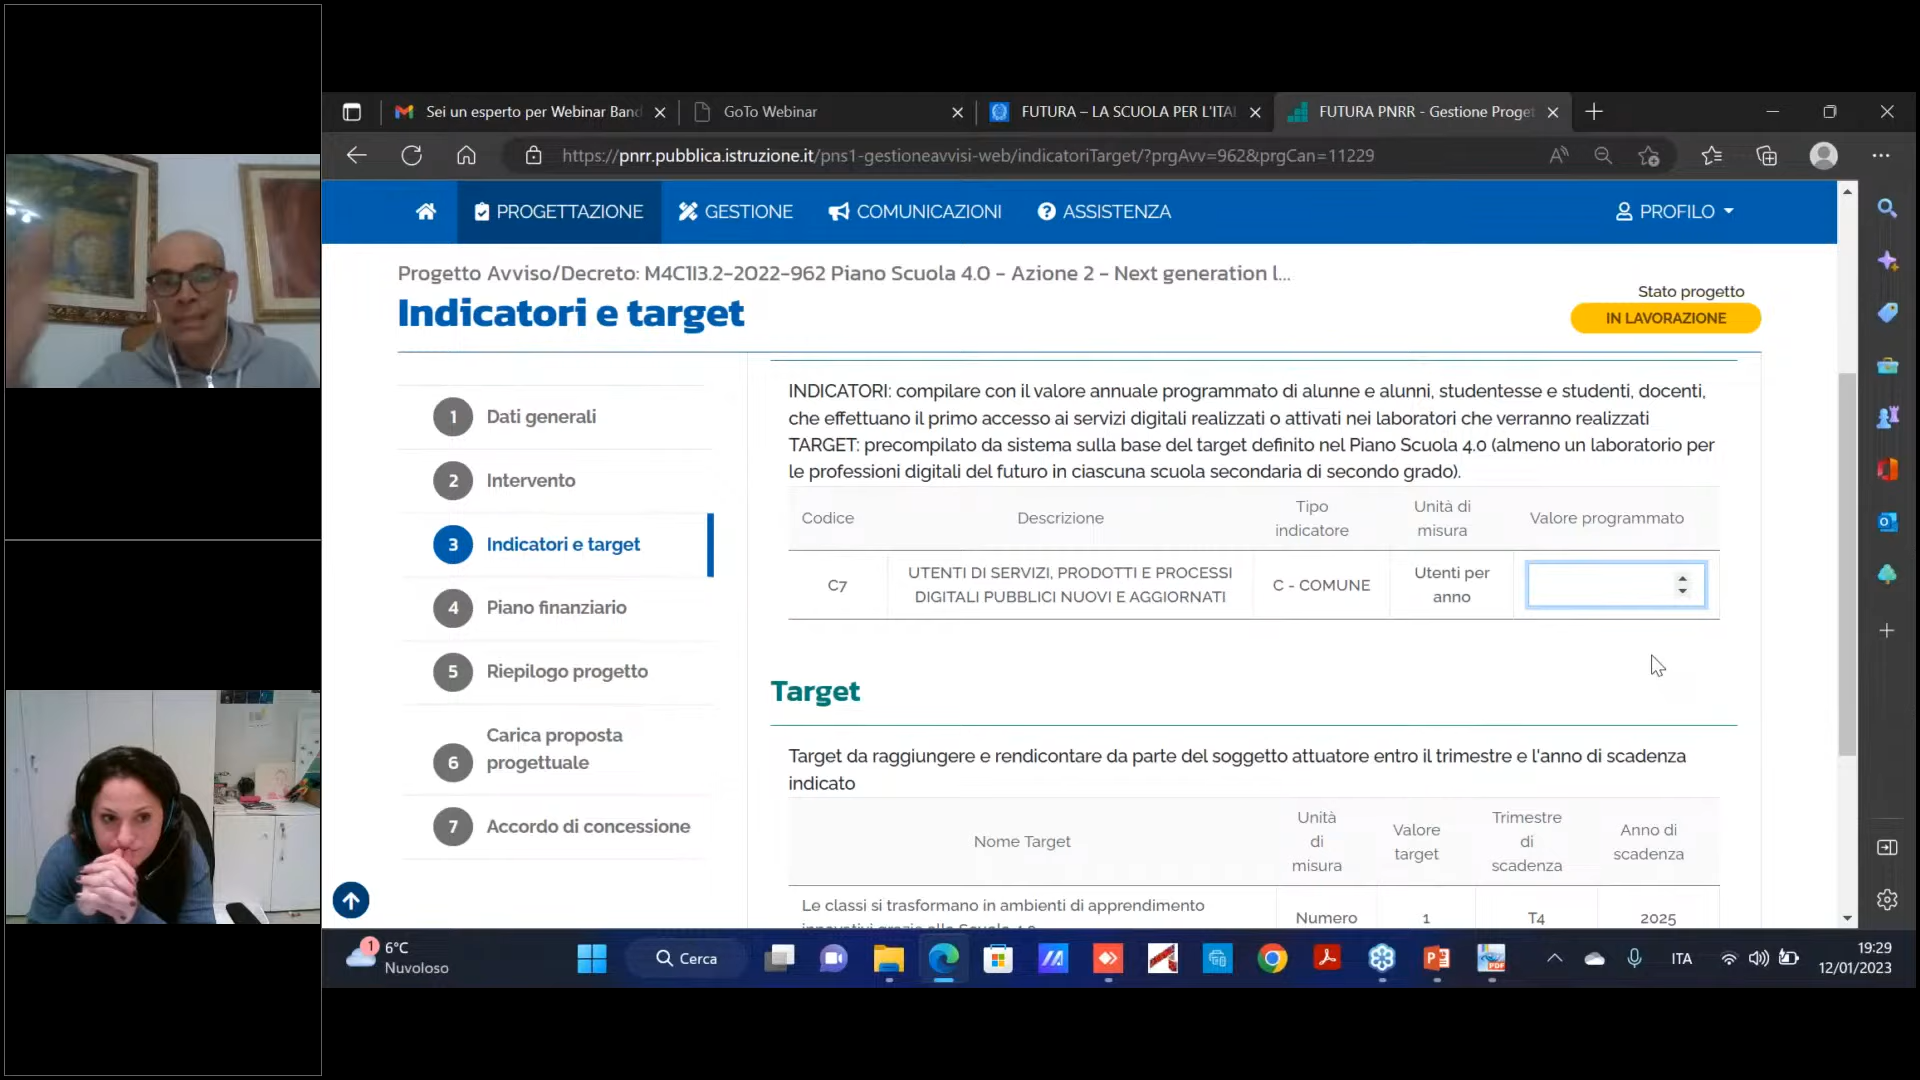 Sei un esperto per Webinar Band
GoTo Webinar
FUTURA – LA SCUOLA PER L'ITAL
FUTURA PNRR - Gestione Proget
https://pnrr.pubblica.istruzione.it/pns1-gestioneavvisi-web/indicatoriTarget/?prgAvv=962&prgCan=11229
PROGETTAZIONE
GESTIONE
COMUNICAZIONI
ASSISTENZA
PROFILO
Progetto Avviso/Decreto: M4C1I3.2-2022-962 Piano Scuola 4.0 - Azione 2 - Next generation l...
Indicatori e target
Stato progetto
IN LAVORAZIONE
1 Dati generali
2 Intervento
3 Indicatori e target
4 Piano finanziario
5 Riepilogo progetto
6 Carica proposta
progettuale
7 Accordo di concessione
INDICATORI: compilare con il valore annuale programmato di alunne e alunni, studentesse e studenti, docenti,
che effettuano il primo accesso ai servizi digitali realizzati o attivati nei laboratori che verranno realizzati
TARGET: precompilato da sistema sulla base del target definito nel Piano Scuola 4.0 (almeno un laboratorio per
le professioni digitali del futuro in ciascuna scuola secondaria di secondo grado).
Codice
Descrizione
Tipo
indicatore
Unità di
misura
Valore programmato
C7
UTENTI DI SERVIZI, PRODOTTI E PROCESSI
DIGITALI PUBBLICI NUOVI E AGGIORNATI
C - COMUNE
Utenti per
anno
Target
Target da raggiungere e rendicontare da parte del soggetto attuatore entro il trimestre e l'anno di scadenza
indicato
Nome Target
Unità
di
misura
Valore
target
Trimestre
di
scadenza
Anno di
scadenza
Le classi si trasformano in ambienti di apprendimento
Numero
1
T4
2025
1
6°C
Nuvoloso
Cerca
ITA
19:29
12/01/2023